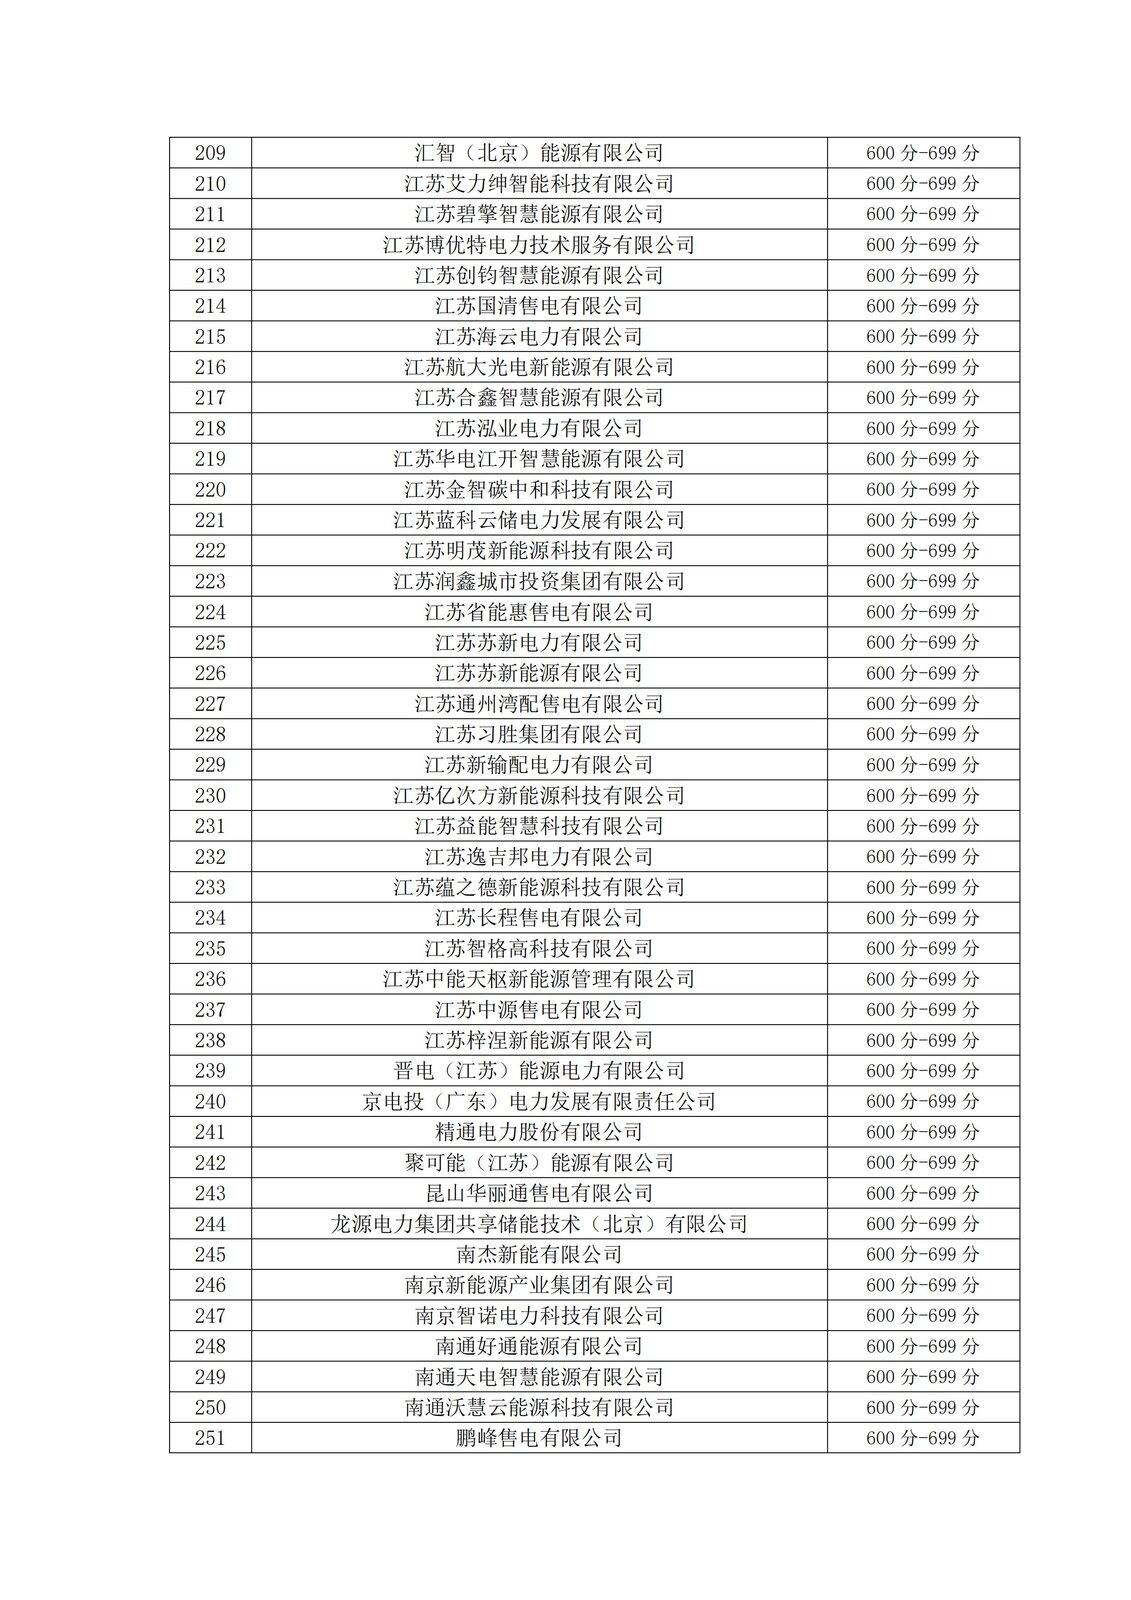 209 汇智（北京）能源有限公司 600 分-699 分
210 江苏艾力绅智能科技有限公司 600 分-699 分
211 江苏碧擎智慧能源有限公司 600 分-699 分
212 江苏博优特电力技术服务有限公司 600 分-699 分
213 江苏创钧智慧能源有限公司 600 分-699 分
214 江苏国清售电有限公司 600 分-699 分
215 江苏海云电力有限公司 600 分-699 分
216 江苏航大光电新能源有限公司 600 分-699 分
217 江苏合鑫智慧能源有限公司 600 分-699 分
218 江苏泓业电力有限公司 600 分-699 分
219 江苏华电江开智慧能源有限公司 600 分-699 分
220 江苏金智碳中和科技有限公司 600 分-699 分
221 江苏蓝科云储电力发展有限公司 600 分-699 分
222 江苏明茂新能源科技有限公司 600 分-699 分
223 江苏润鑫城市投资集团有限公司 600 分-699 分
224 江苏省能惠售电有限公司 600 分-699 分
225 江苏苏新电力有限公司 600 分-699 分
226 江苏苏新能源有限公司 600 分-699 分
227 江苏通州湾配售电有限公司 600 分-699 分
228 江苏习胜集团有限公司 600 分-699 分
229 江苏新输配电力有限公司 600 分-699 分
230 江苏亿次方新能源科技有限公司 600 分-699 分
231 江苏益能智慧科技有限公司 600 分-699 分
232 江苏逸吉邦电力有限公司 600 分-699 分
233 江苏蕴之德新能源科技有限公司 600 分-699 分
234 江苏长程售电有限公司 600 分-699 分
235 江苏智格高科技有限公司 600 分-699 分
236 江苏中能天枢新能源管理有限公司 600 分-699 分
237 江苏中源售电有限公司 600 分-699 分
238 江苏梓涅新能源有限公司 600 分-699 分
239 晋电（江苏）能源电力有限公司 600 分-699 分
240 京电投（广东）电力发展有限责任公司 600 分-699 分
241 精通电力股份有限公司 600 分-699 分
242 聚可能（江苏）能源有限公司 600 分-699 分
243 昆山华丽通售电有限公司 600 分-699 分
244 龙源电力集团共享储能技术（北京）有限公司 600 分-699 分
245 南杰新能有限公司 600 分-699 分
246 南京新能源产业集团有限公司 600 分-699 分
247 南京智诺电力科技有限公司 600 分-699 分
248 南通好通能源有限公司 600 分-699 分
249 南通天电智慧能源有限公司 600 分-699 分
250 南通沃慧云能源科技有限公司 600 分-699 分
251 鹏峰售电有限公司 600 分-699 分